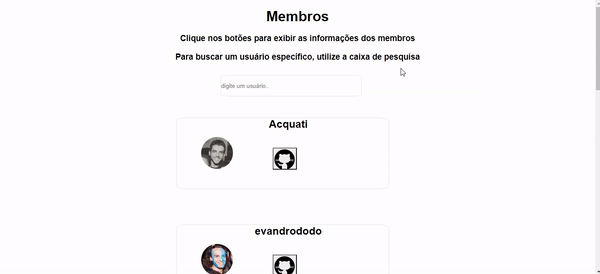 Membros
Clique nos botões para exibir as informações dos membros
Para buscar um usuário específico, utilize a caixa de pesquisa
digite um usuário..
Acquati
evandrododo